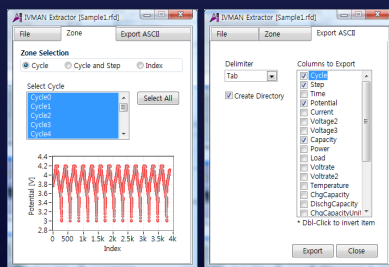 IVMAN Extractor [Sample1.rfd]
File Zone Export ASCII
Zone Selection
Cycle Cycle and Step Index
Select Cycle
Cycle0
Cycle1
Cycle2
Cycle3
Cycle4
Select All
4.4
4.2
4
3.8
3.6
3.4
3.2
3
2.8
Potential [V]
0 500 1k 1.5k 2k 2.5k 3k 3.5k 4k
Index
IVMAN Extractor [Sample1.rfd]
File Zone Export ASCII
Delimiter
Tab
Create Directory
Columns to Export
Cycle
Step
Time
Potential
Current
Voltage2
Voltage3
Capacity
Power
Load
Voltrate
Voltrate2
Temperature
ChgCapacity
DischgCapacity
ChgCapacityUnit
* Dbl-Click to invert item
Export Close